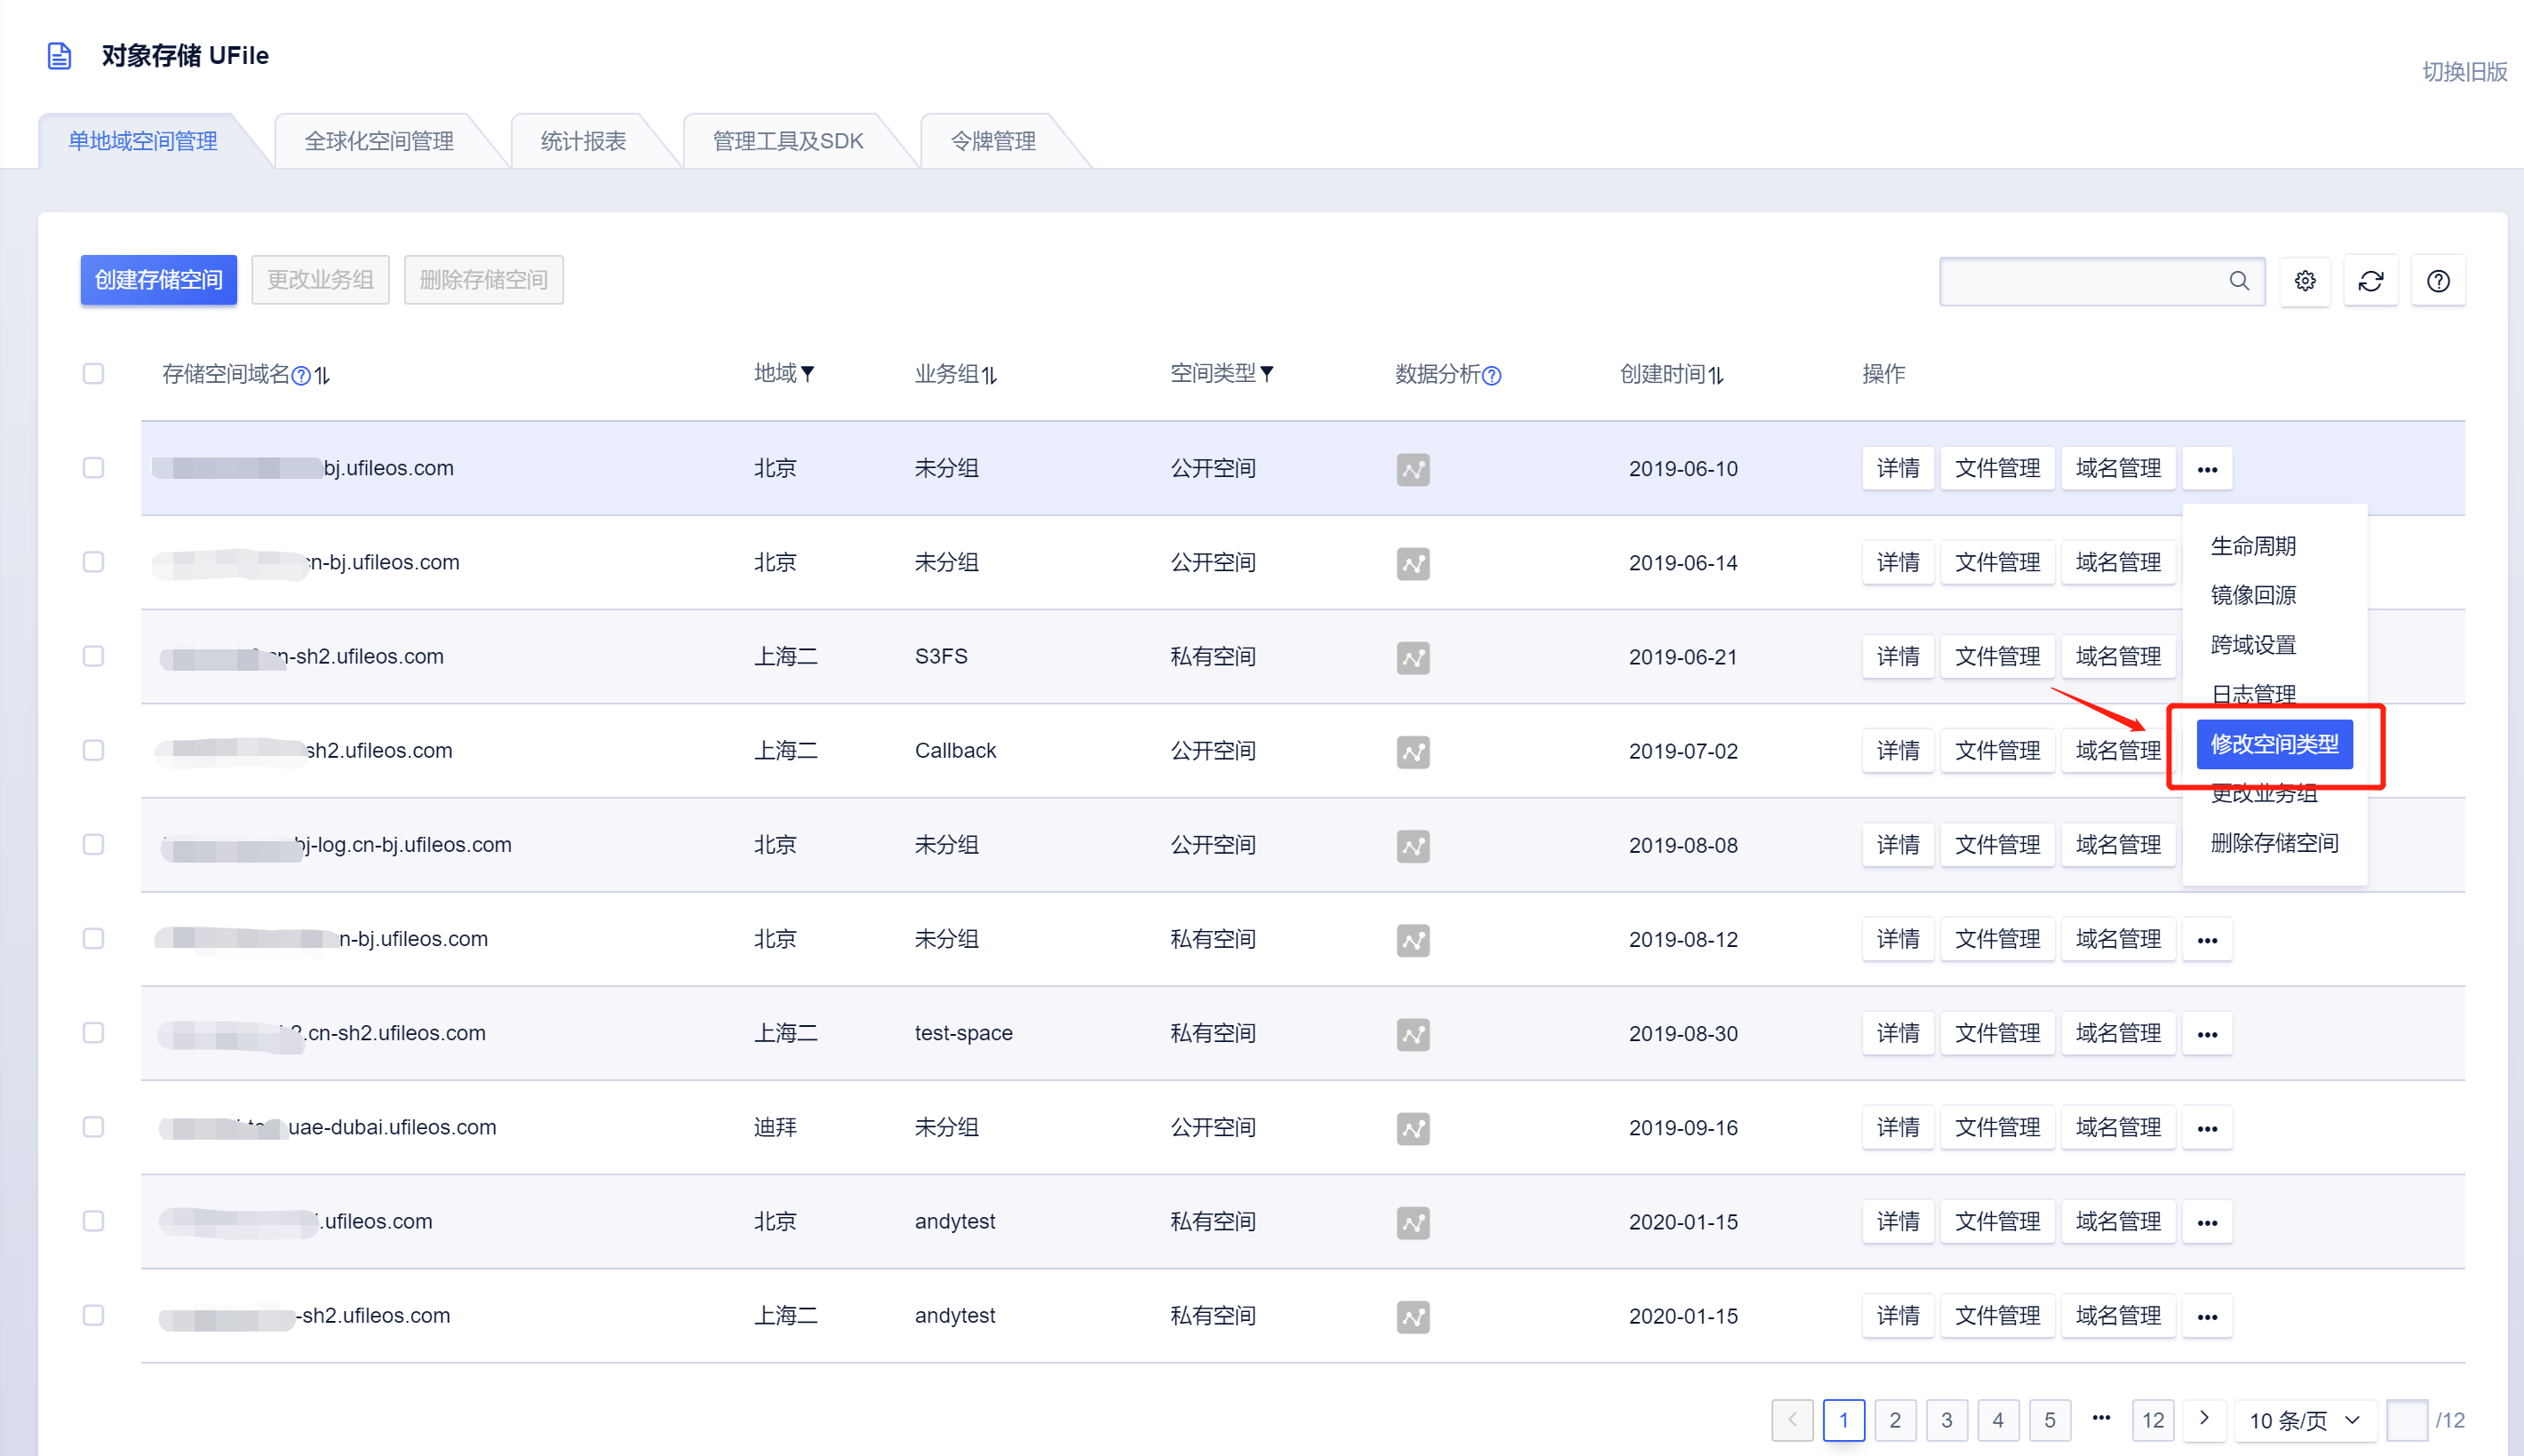 对象存储 UFile
切换旧版
单地域空间管理 全球化空间管理 统计报表 管理工具及SDK 令牌管理
创建存储空间 更改业务组 删除存储空间
存储空间域名 地域 业务组 空间类型 数据分析 创建时间 操作
bj.ufileos.com 北京 未分组 公开空间 2019-06-10 详情 文件管理 域名管理
cn-bj.ufileos.com 北京 未分组 公开空间 2019-06-14 详情 文件管理 域名管理
-sh2.ufileos.com 上海二 S3FS 私有空间 2019-06-21 详情 文件管理 域名管理
sh2.ufileos.com 上海二 Callback 公开空间 2019-07-02 详情 文件管理 域名管理
bj-log.cn-bj.ufileos.com 北京 未分组 公开空间 2019-08-08 详情 文件管理 域名管理
n-bj.ufileos.com 北京 未分组 私有空间 2019-08-12 详情 文件管理 域名管理 •••
.cn-sh2.ufileos.com 上海二 test-space 私有空间 2019-08-30 详情 文件管理 域名管理 •••
uae-dubai.ufileos.com 迪拜 未分组 公开空间 2019-09-16 详情 文件管理 域名管理 •••
.ufileos.com 北京 andytest 私有空间 2020-01-15 详情 文件管理 域名管理 •••
-sh2.ufileos.com 上海二 andytest 私有空间 2020-01-15 详情 文件管理 域名管理 •••
生命周期
镜像回源
跨域设置
日志管理
修改空间类型
更改业务组
删除存储空间
1 2 3 4 5 ••• 12 10 条/页 /12